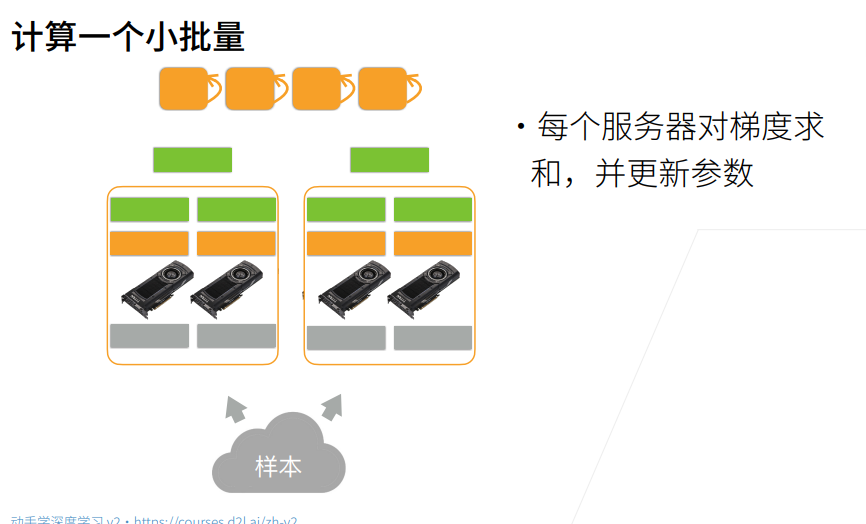 计算一个小批量
• 每个服务器对梯度求
和，并更新参数
样本
动手学深度学习 v2 • https://courses.d2l.ai/zh-v2